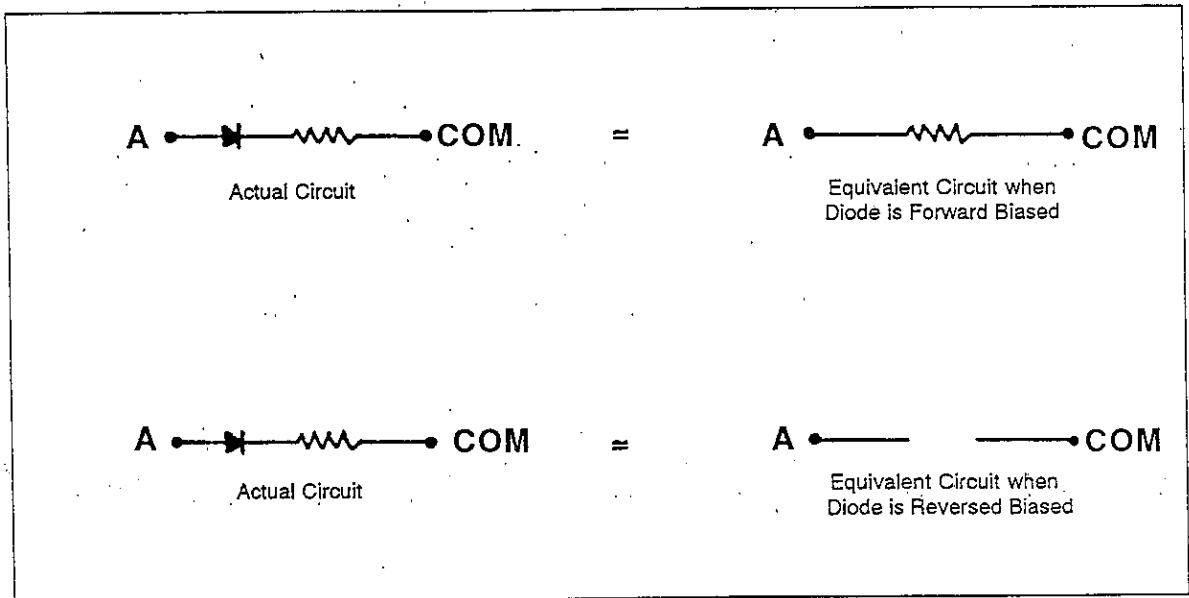 A COM = A COM
Actual Circuit
Equivalent Circuit when
Diode is Forward Biased
A COM = A COM
Actual Circuit
Equivalent Circuit when
Diode is Reversed Biased